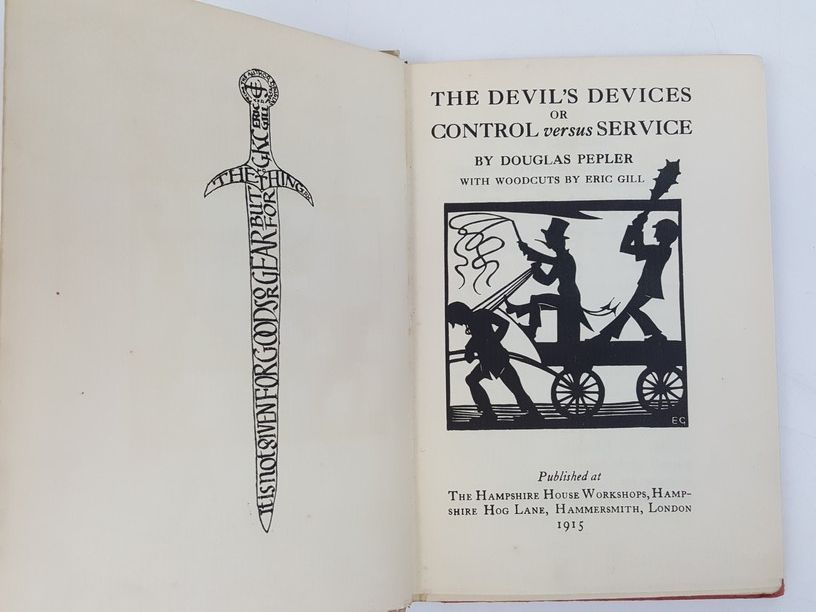 ERIC
GILL
GKC
THE THING
IT IS NOT GIVEN FOR GOODS OR GEAR BUT FOR
THE DEVIL'S DEVICES
OR
CONTROL versus SERVICE
BY DOUGLAS PEPLER
WITH WOODCUTS BY ERIC GILL
EG
Published at
THE HAMPSHIRE HOUSE WORKSHOPS, HAMP-
SHIRE HOG LANE, HAMMERSMITH, LONDON
1915